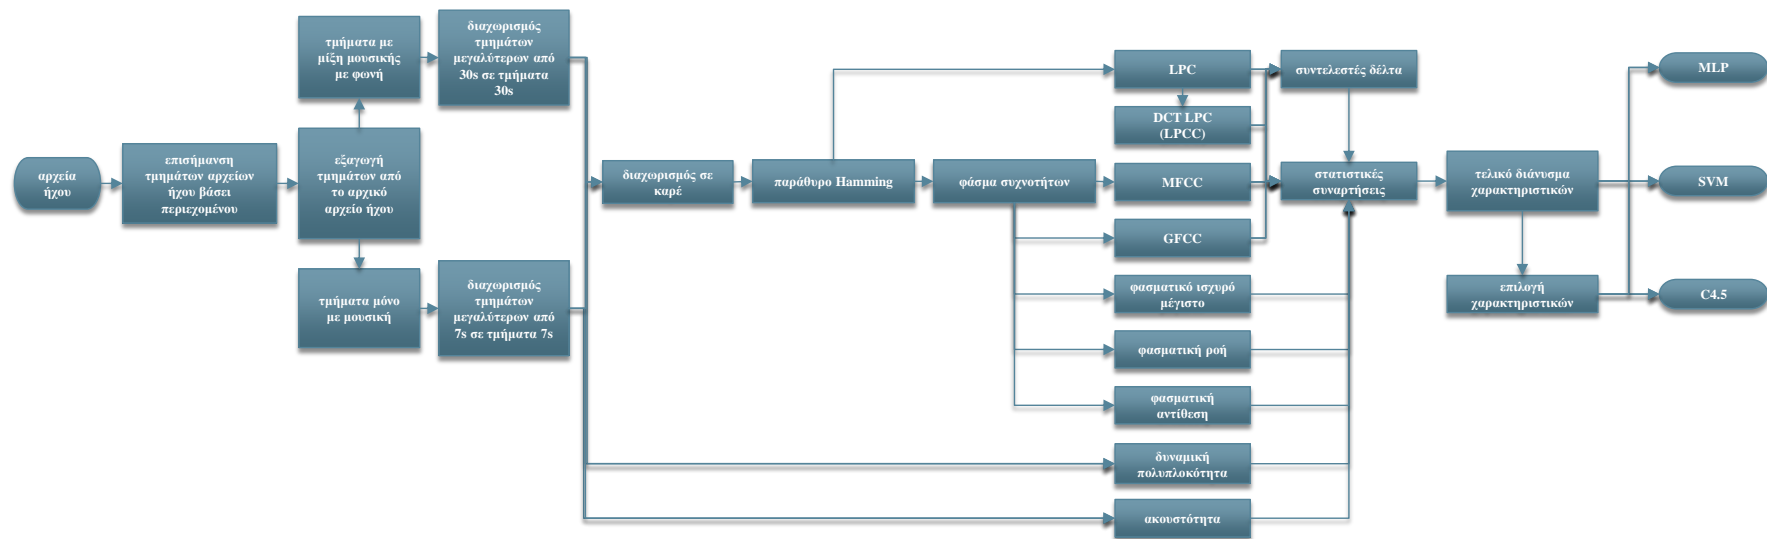 αρχεία
ήχου
επισήμανση
τμημάτων αρχείων
ήχου βάσει
περιεχομένου
τμήματα με
μίξη μουσικής
με φωνή
εξαγωγή
τμημάτων από
το αρχικό
αρχείο ήχου
τμήματα μόνο
με μουσική
διαχωρισμός
τμημάτων
μεγαλύτερων από
30s σε τμήματα
30s
διαχωρισμός
τμημάτων
μεγαλύτερων από
7s σε τμήματα 7s
διαχωρισμός σε
καρέ
παράθυρο Hamming
φάσμα συχνοτήτων
LPC
DCT LPC
(LPCC)
MFCC
GFCC
φασματικό ισχυρό
μέγιστο
φασματική ροή
φασματική
αντίθεση
δυναμική
πολυπλοκότητα
ακουστότητα
συντελεστές δέλτα
στατιστικές
συναρτήσεις
τελικό διάνυσμα
χαρακτηριστικών
επιλογή
χαρακτηριστικών
MLP
SVM
C4.5